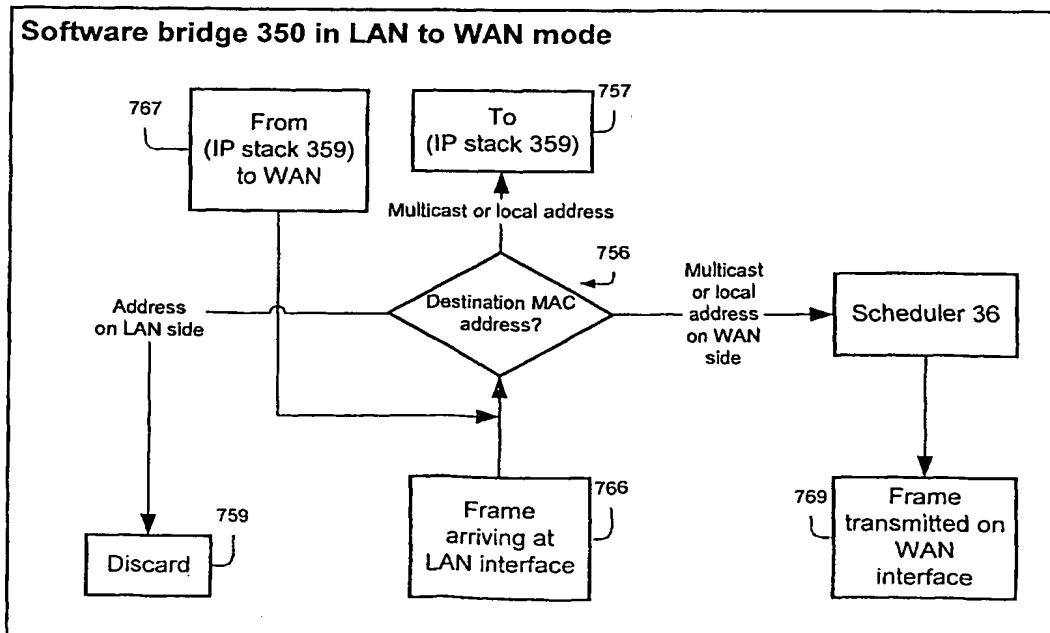 Software bridge 350 in LAN to WAN mode
767
From
(IP stack 359)
to WAN
757
To
(IP stack 359)
Multicast or local address
756
Destination MAC
address?
Address
on LAN side
Multicast
or local
address
on WAN
side
Scheduler 36
759
Discard
766
Frame
arriving at
LAN interface
769
Frame
transmitted on
WAN
interface